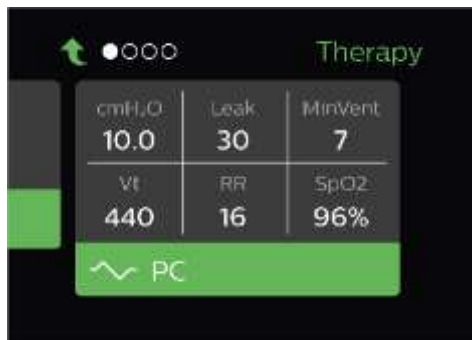 Therapy
cmH₂O Leak MinVent
10.0 30 7
Vt RR SpO2
440 16 96%
PC